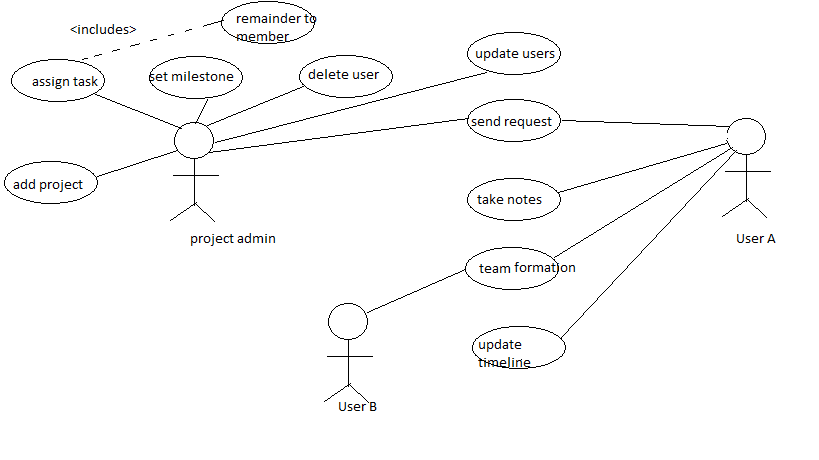 remainder to
member
<includes>
update users
assign task
set milestone
delete user
send request
add project
take notes
project admin
User A
team formation
update
timeline
User B